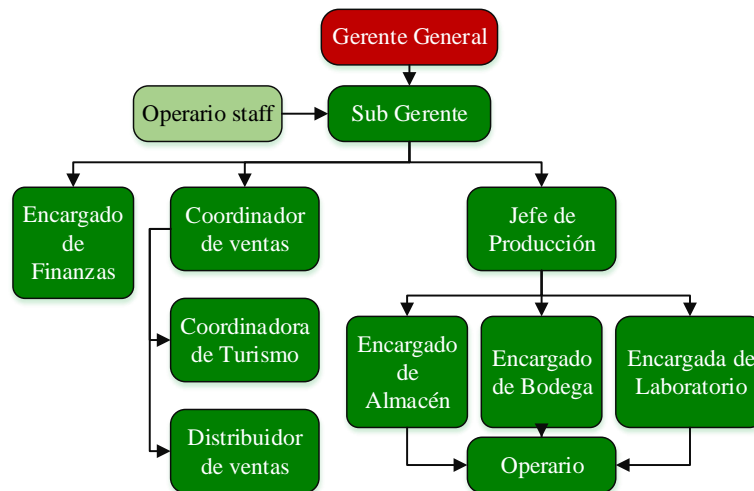 Gerente General
Operario staff
Sub Gerente
Encargado
de
Finanzas
Coordinador
de ventas
Jefe de
Producción
Coordinadora
de Turismo
Encargado
de
Almacén
Encargado
de Bodega
Encargada de
Laboratorio
Distribuidor
de ventas
Operario